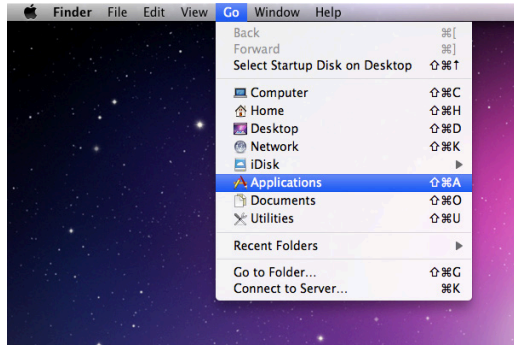 Finder File Edit View Go Window Help
Back ⌘[
Forward ⌘]
Select Startup Disk on Desktop ⇧⌘↑
Computer ⇧⌘C
Home ⇧⌘H
Desktop ⇧⌘D
Network ⇧⌘K
iDisk ▶
Applications ⇧⌘A
Documents ⇧⌘O
Utilities ⇧⌘U
Recent Folders ▶
Go to Folder... ⇧⌘G
Connect to Server... ⌘K